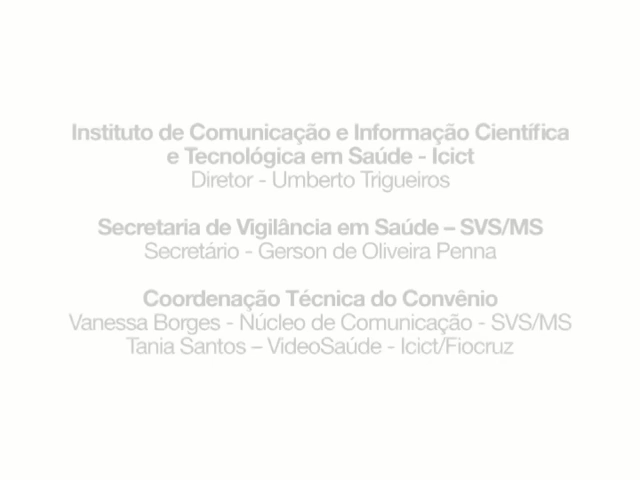 Instituto de Comunicação e Informação Científica
e Tecnológica em Saúde - Icict
Diretor - Umberto Trigueiros
Secretaria de Vigilância em Saúde – SVS/MS
Secretário - Gerson de Oliveira Penna
Coordenação Técnica do Convênio
Vanessa Borges - Núcleo de Comunicação - SVS/MS
Tania Santos – VideoSaúde - Icict/Fiocruz